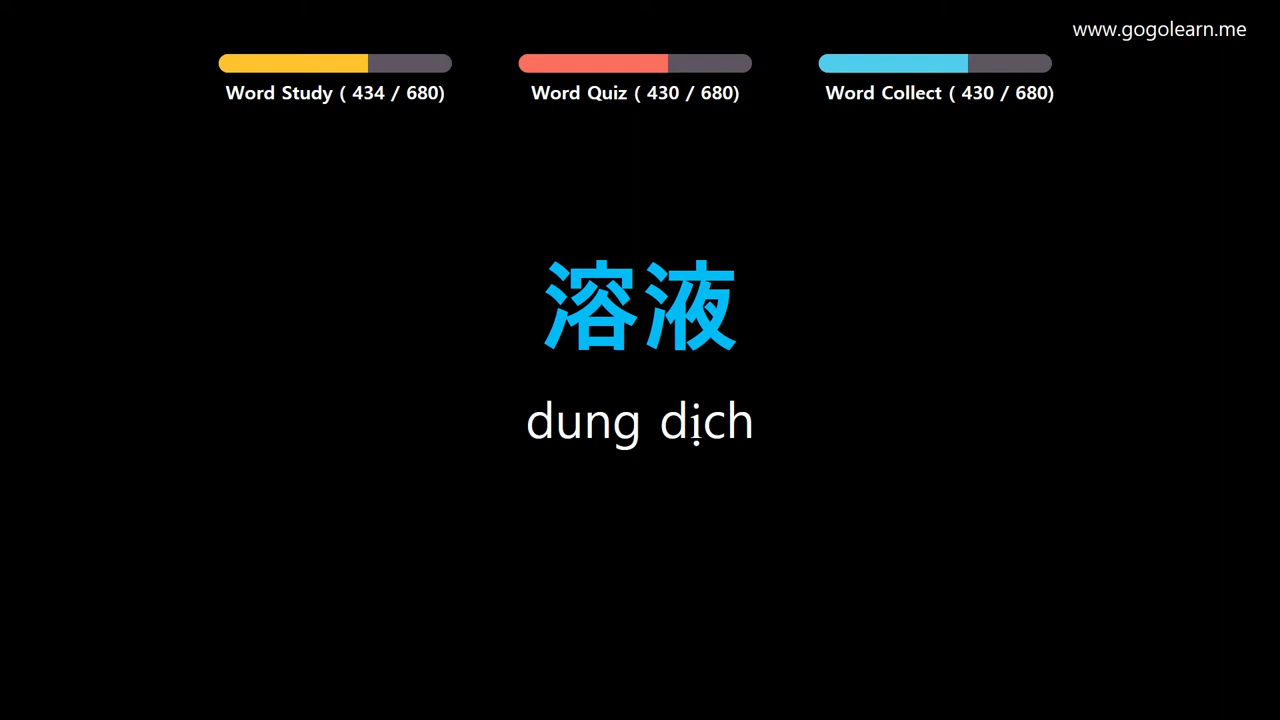 www.gogolearn.me
Word Study ( 434 / 680)
Word Quiz ( 430 / 680)
Word Collect ( 430 / 680)
溶液
dung dịch